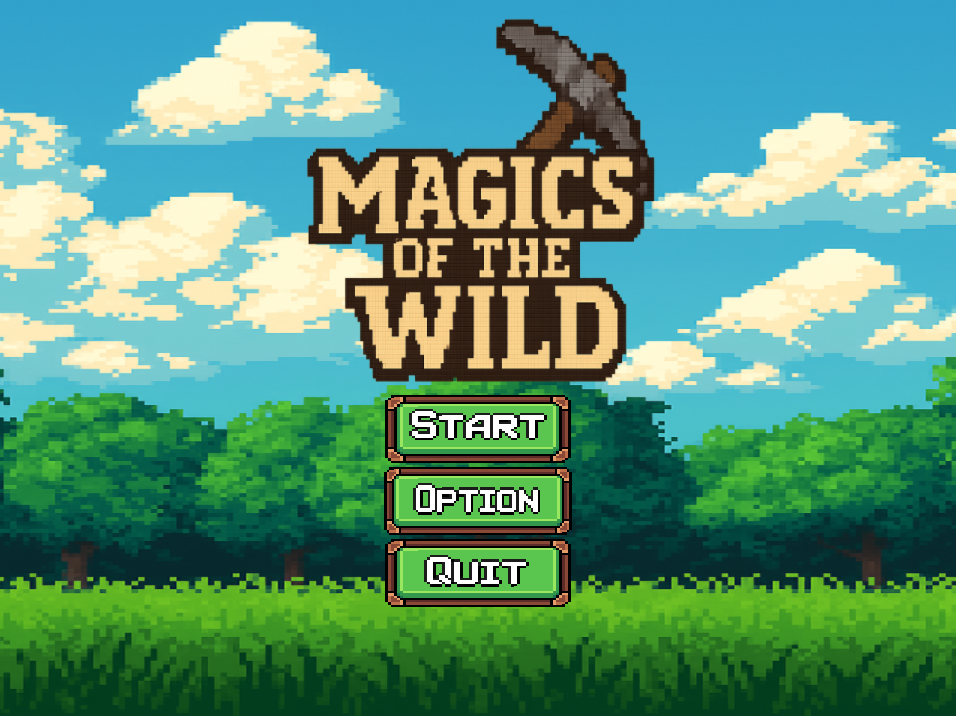 MAGICS
OF THE
WILD
START
OPTION
QUIT